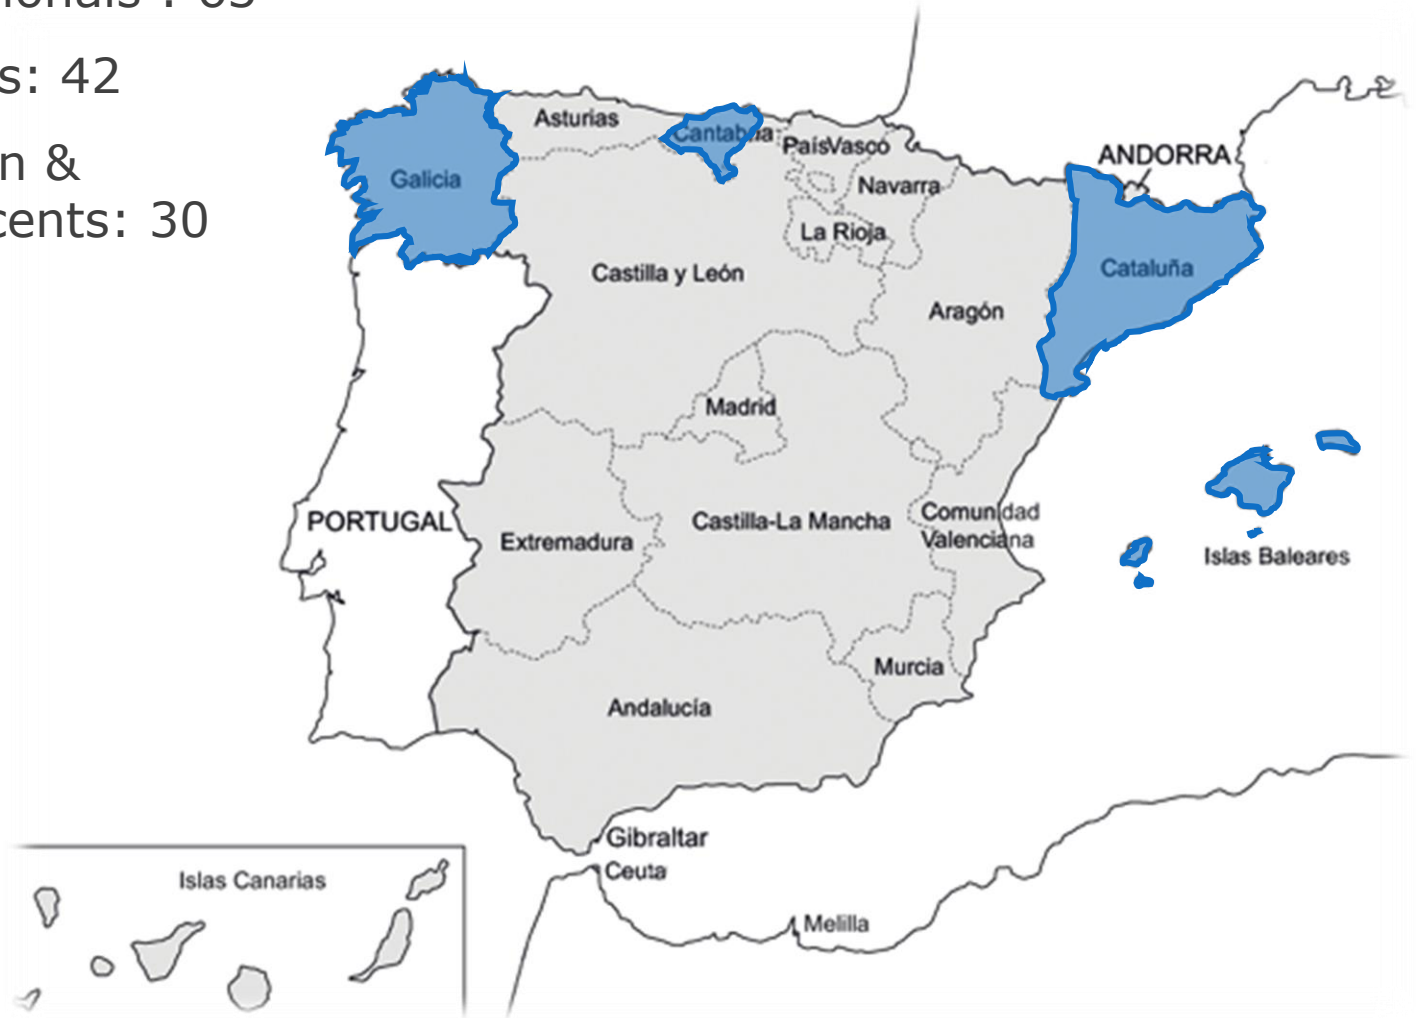 s: 42
n &
cents: 30
Asturias
Cantabria
PaísVasco
ANDORRA
Galicia
Navarra
La Rioja
Castilla y León
Cataluña
Aragón
Madrid
PORTUGAL
Extremadura
Castilla-La Mancha
Comunidad
Valenciana
Islas Baleares
Murcia
Andalucía
Gibraltar
Ceuta
Islas Canarias
Melilla